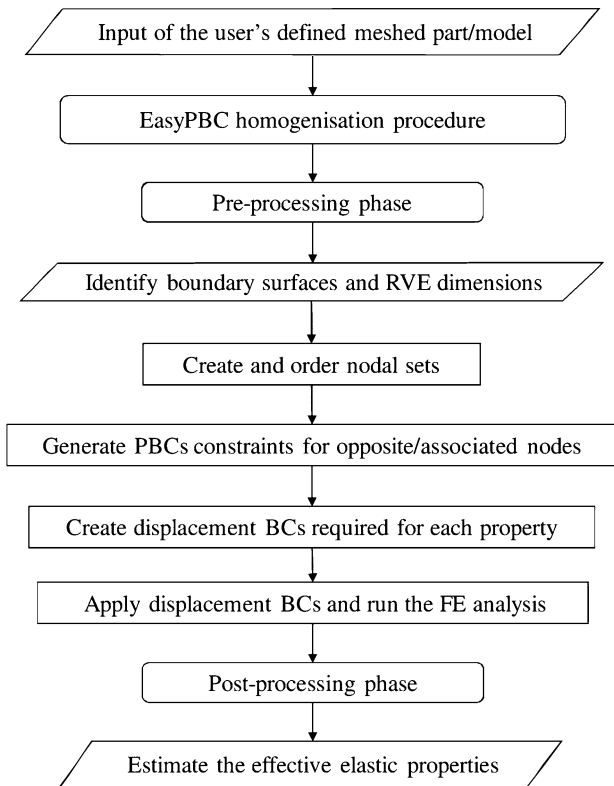 Input of the user's defined meshed part/model
EasyPBC homogenisation procedure
Pre-processing phase
Identify boundary surfaces and RVE dimensions
Create and order nodal sets
Generate PBCs constraints for opposite/associated nodes
Create displacement BCs required for each property
Apply displacement BCs and run the FE analysis
Post-processing phase
Estimate the effective elastic properties